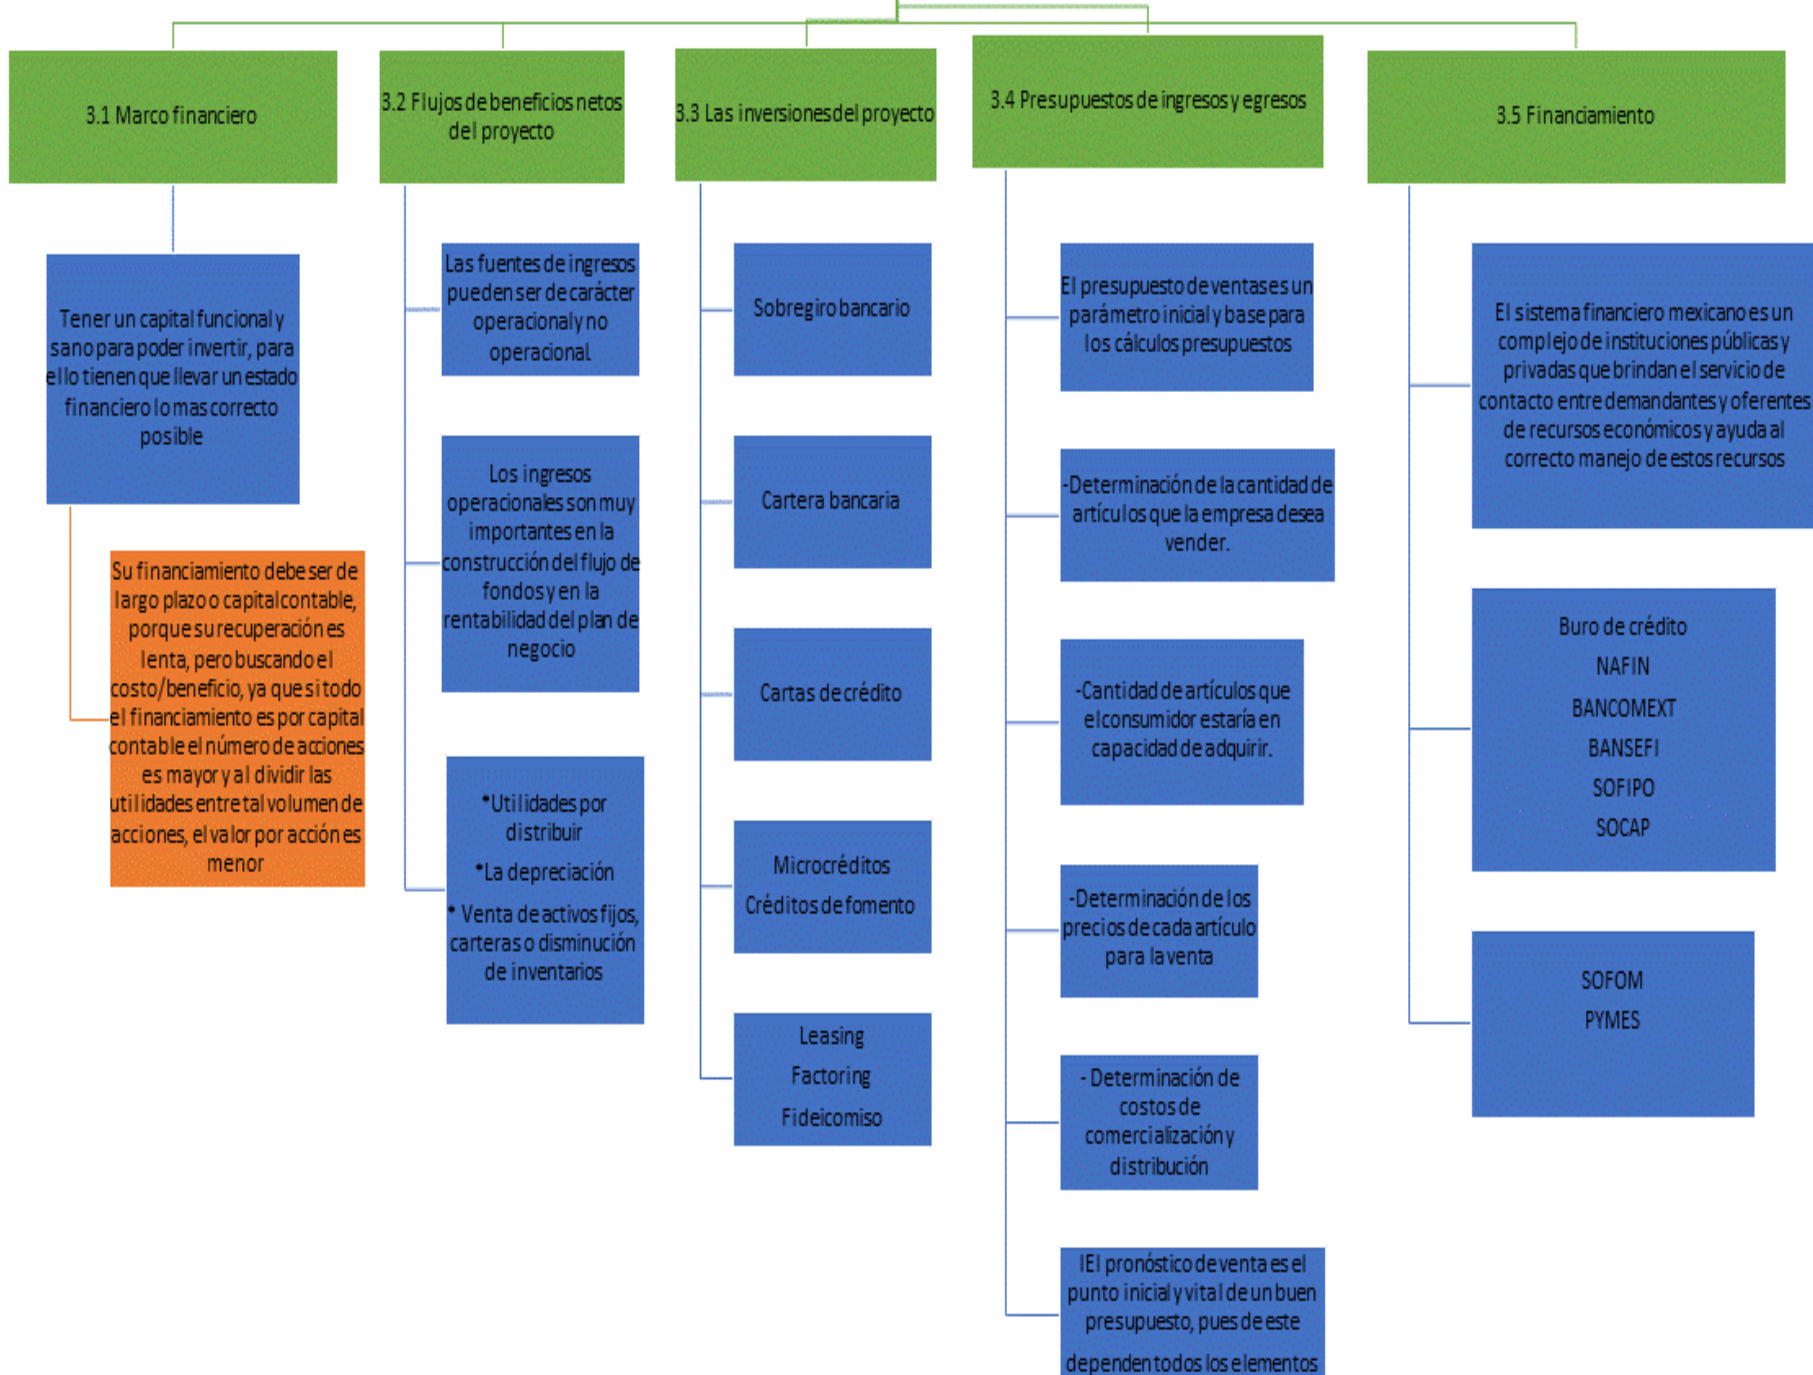 3.1 Marco financiero
Tener un capital funcional y
sano para poder invertir, para
ello tienen que llevar un estado
financiero lo mas correcto
posible
Su financiamiento debe ser de
largo plazo o capital contable,
porque su recuperación es
lenta, pero buscando el
costo/beneficio, ya que si todo
el financiamiento es por capital
contable el número de acciones
es mayor y al dividir las
utilidades entre tal volumen de
acciones, el valor por acción es
menor
3.2 Flujos de beneficios netos
del proyecto
Las fuentes de ingresos
pueden ser de carácter
operacional y no
operacional.
Los ingresos
operacionales son muy
importantes en la
construcción del flujo de
fondos y en la
rentabilidad del plan de
negocio
*Utilidades por
distribuir
*La depreciación
* Venta de activos fijos,
carteras o disminución
de inventarios
3.3 Las inversiones del proyecto
Sobregiro bancario
Cartera bancaria
Cartas de crédito
Microcréditos
Créditos de fomento
Leasing
Factoring
Fideicomiso
3.4 Presupuestos de ingresos y egresos
El presupuesto de ventas es un
parámetro inicial y base para
los cálculos presupuestos
-Determinación de la cantidad de
artículos que la empresa desea
vender.
-Cantidad de artículos que
el consumidor estaría en
capacidad de adquirir.
-Determinación de los
precios de cada artículo
para la venta
- Determinación de
costos de
comercialización y
distribución
lEl pronóstico de venta es el
punto inicial y vital de un buen
presupuesto, pues de este
dependen todos los elementos
3.5 Financiamiento
El sistema financiero mexicano es un
complejo de instituciones públicas y
privadas que brindan el servicio de
contacto entre demandantes y oferentes
de recursos económicos y ayuda al
correcto manejo de estos recursos
Buro de crédito
NAFIN
BANCOMEXT
BANSEFI
SOFIPO
SOCAP
SOFOM
PYMES